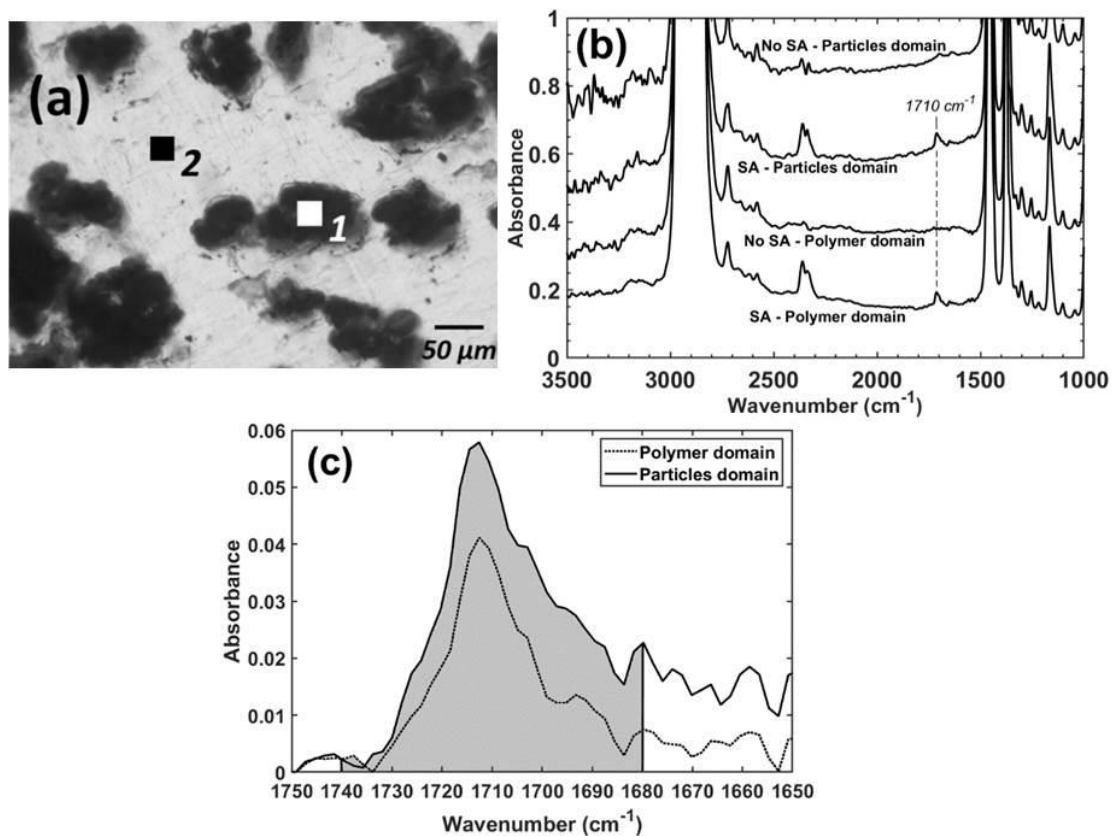 (a)
2
1
50 µm
(b)
1
0.8
0.6
0.4
0.2
0
Absorbance
No SA - Particles domain
1710 cm⁻¹
SA - Particles domain
No SA - Polymer domain
SA - Polymer domain
3500 3000 2500 2000 1500 1000
Wavenumber (cm⁻¹)
(c)
0.06
0.05
0.04
0.03
0.02
0.01
0
Absorbance
Polymer domain
Particles domain
1750 1740 1730 1720 1710 1700 1690 1680 1670 1660 1650
Wavenumber (cm⁻¹)